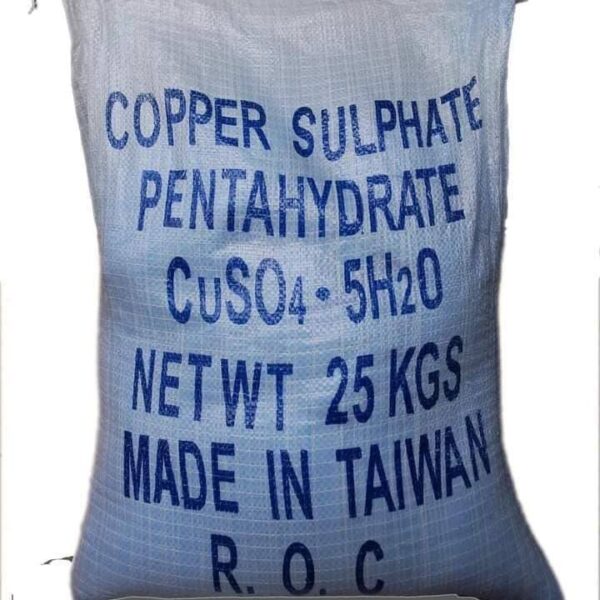 COPPER SULPHATE
PENTAHYDRATE
CuSO4·5H2O
NET WT 25 KGS
MADE IN TAIWAN
R. O. C